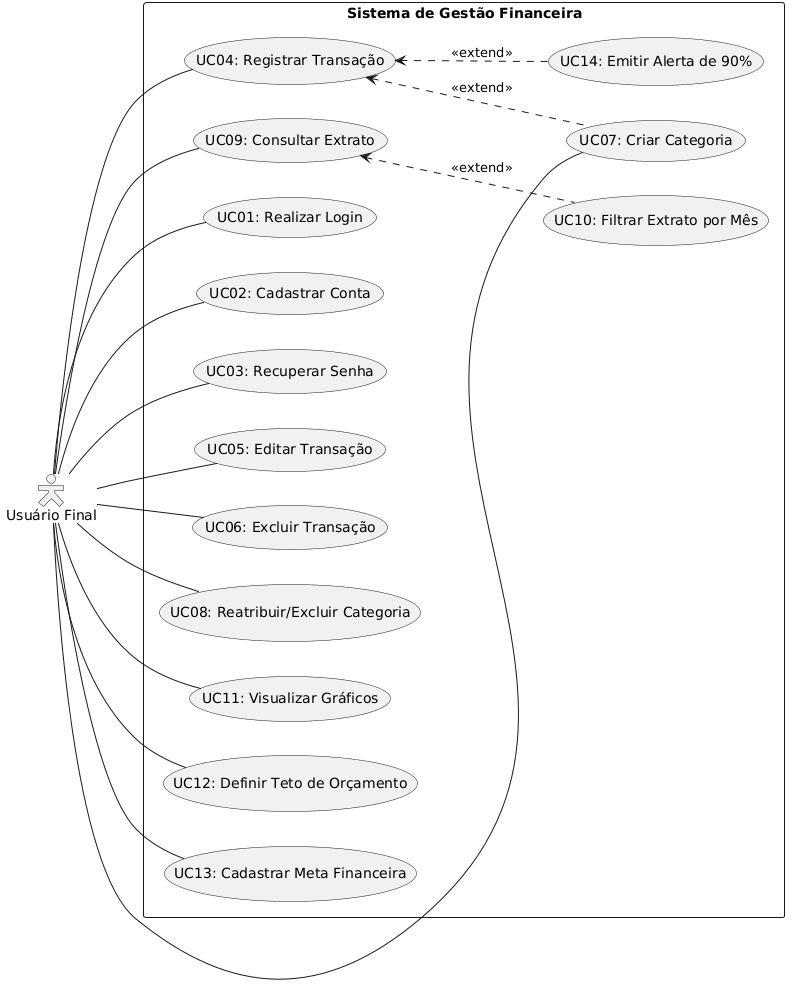 Sistema de Gestão Financeira
UC04: Registrar Transação
«extend»
UC14: Emitir Alerta de 90%
«extend»
UC09: Consultar Extrato
UC07: Criar Categoria
«extend»
UC01: Realizar Login
UC10: Filtrar Extrato por Mês
UC02: Cadastrar Conta
UC03: Recuperar Senha
UC05: Editar Transação
Usuário Final
UC06: Excluir Transação
UC08: Reatribuir/Excluir Categoria
UC11: Visualizar Gráficos
UC12: Definir Teto de Orçamento
UC13: Cadastrar Meta Financeira